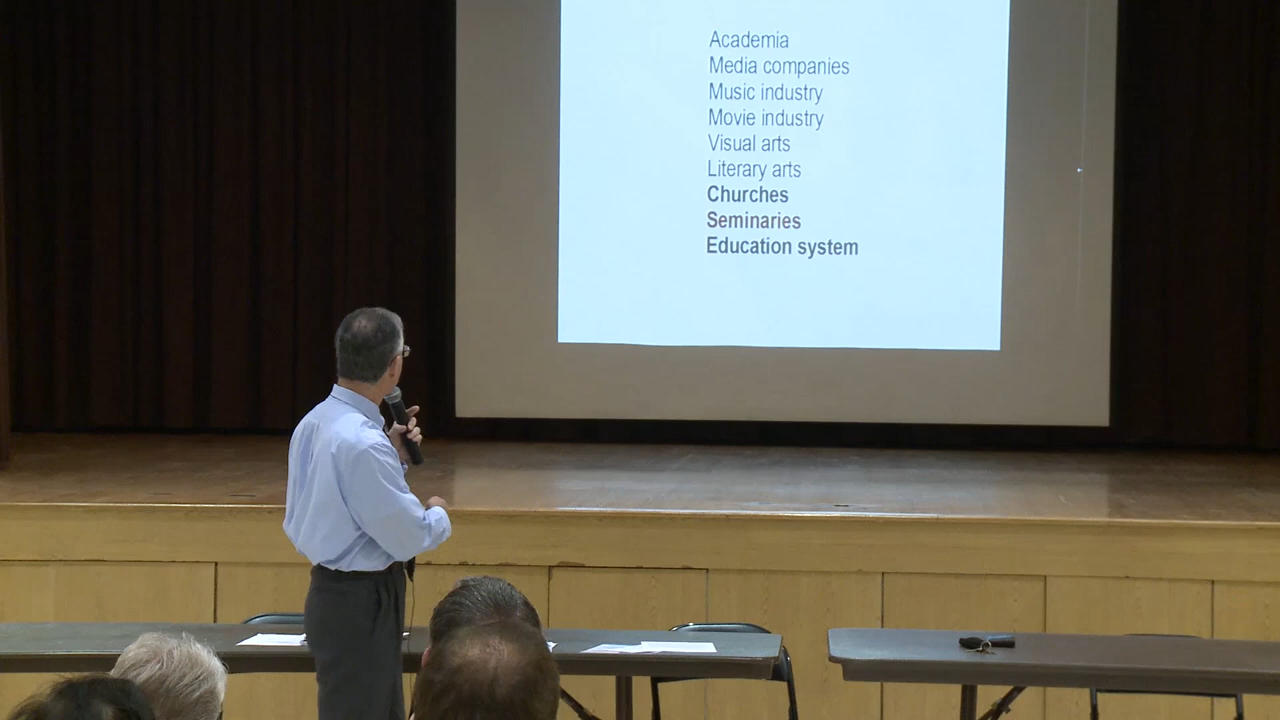 Academia
Media companies
Music industry
Movie industry
Visual arts
Literary arts
Churches
Seminaries
Education system